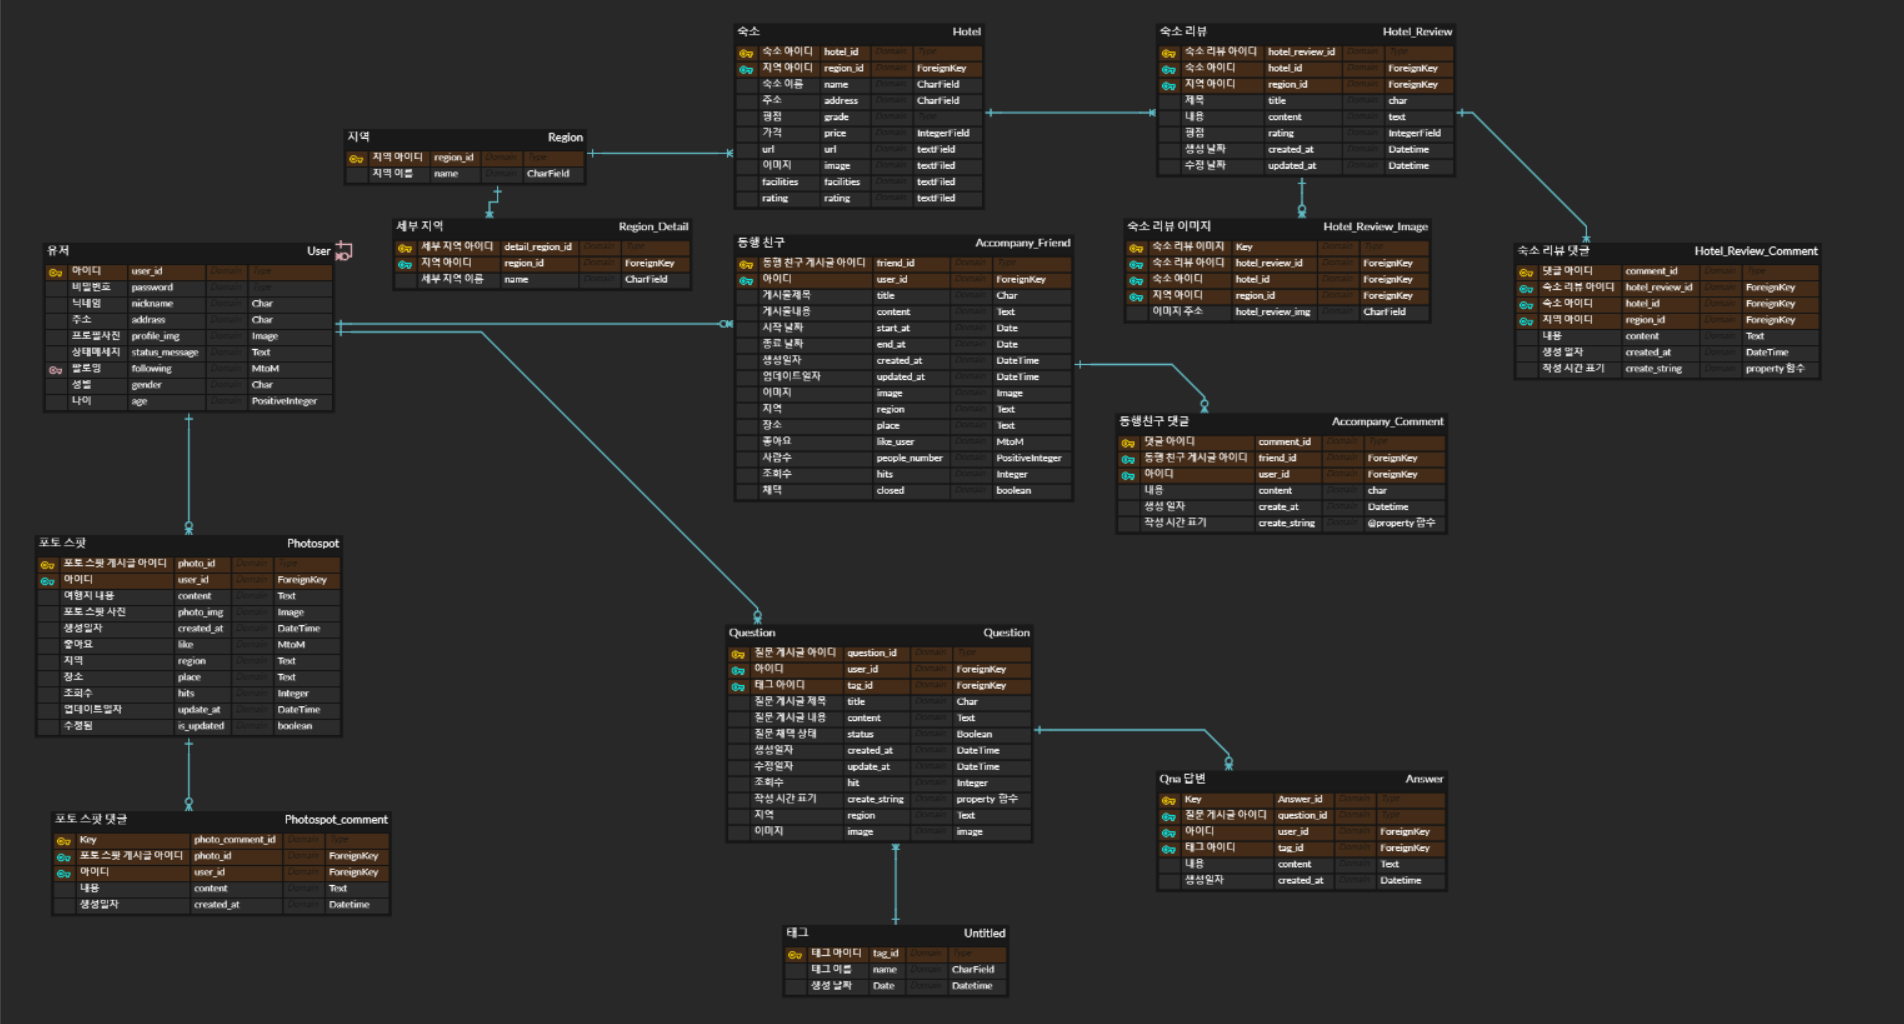 숙소 Hotel
숙소 아이디 hotel_id Domain Type
지역 아이디 region_id Domain ForeignKey
숙소 이름 name Domain CharField
주소 address Domain CharField
평점 grade Domain Type
가격 price Domain IntegerField
url url Domain textField
이미지 image Domain textFiled
facilities facilities Domain textFiled
rating rating Domain textFiled
숙소 리뷰 Hotel_Review
숙소 리뷰 아이디 hotel_review_id Domain Type
숙소 아이디 hotel_id Domain ForeignKey
지역 아이디 region_id Domain ForeignKey
제목 title Domain char
내용 content Domain text
평점 rating Domain IntegerField
생성 날짜 created_at Domain Datetime
수정 날짜 updated_at Domain Datetime
지역 Region
지역 아이디 region_id Domain Type
지역 이름 name Domain CharField
세부 지역 Region_Detail
세부 지역 아이디 detail_region_id Domain Type
지역 아이디 region_id Domain ForeignKey
세부 지역 이름 name Domain CharField
유저 User
아이디 user_id Domain Type
비밀번호 password Domain Type
닉네임 nickname Domain Char
주소 addrass Domain Char
프로필사진 profile_img Domain Image
상태메세지 status_message Domain Text
팔로잉 following Domain MtoM
성별 gender Domain Char
나이 age Domain PositiveInteger
동행 친구 Accompany_Friend
동행 친구 게시글 아이디 friend_id Domain Type
아이디 user_id Domain ForeignKey
게시물제목 title Domain Char
게시물내용 content Domain Text
시작 날짜 start_at Domain Date
종료 날짜 end_at Domain Date
생성일자 created_at Domain DateTime
업데이트일자 updated_at Domain DateTime
이미지 image Domain Image
지역 region Domain Text
장소 place Domain Text
좋아요 like_user Domain MtoM
사람수 people_number Domain PositiveInteger
조회수 hits Domain Integer
채택 closed Domain boolean
숙소 리뷰 이미지 Hotel_Review_Image
숙소 리뷰 이미지 Key Domain Type
숙소 리뷰 아이디 hotel_review_id Domain ForeignKey
숙소 아이디 hotel_id Domain ForeignKey
지역 아이디 region_id Domain ForeignKey
이미지 주소 hotel_review_img Domain CharField
숙소 리뷰 댓글 Hotel_Review_Comment
댓글 아이디 comment_id Domain Type
숙소 리뷰 아이디 hotel_review_id Domain ForeignKey
숙소 아이디 hotel_id Domain ForeignKey
지역 아이디 region_id Domain ForeignKey
내용 content Domain Text
생성 일자 created_at Domain DateTime
작성 시간 표기 create_string Domain property 함수
동행친구 댓글 Accompany_Comment
댓글 아이디 comment_id Domain Type
동행 친구 게시글 아이디 friend_id Domain ForeignKey
아이디 user_id Domain ForeignKey
내용 content Domain char
생성 일자 create_at Domain Datetime
작성 시간 표기 create_string Domain @property 함수
포토 스팟 Photospot
포토 스팟 게시글 아이디 photo_id Domain Type
아이디 user_id Domain ForeignKey
여행지 내용 content Domain Text
포토 스팟 사진 photo_img Domain Image
생성일자 created_at Domain DateTime
좋아요 like Domain MtoM
지역 region Domain Text
장소 place Domain Text
조회수 hits Domain Integer
업데이트일자 update_at Domain DateTime
수정됨 is_updated Domain boolean
Question Question
질문 게시글 아이디 question_id Domain Type
아이디 user_id Domain ForeignKey
태그 아이디 tag_id Domain ForeignKey
질문 게시글 제목 title Domain Char
질문 게시글 내용 content Domain Text
질문 채택 상태 status Domain Boolean
생성일자 created_at Domain DateTime
수정일자 update_at Domain DateTime
조회수 hit Domain Integer
작성 시간 표기 create_string Domain property 함수
지역 region Domain Text
이미지 image Domain image
Qna 답변 Answer
Key Answer_id Domain Type
질문 게시글 아이디 question_id Domain
아이디 user_id Domain ForeignKey
태그 아이디 tag_id Domain ForeignKey
내용 content Domain Text
생성일자 created_at Domain Datetime
포토 스팟 댓글 Photospot_comment
Key photo_comment_id Domain Type
포토 스팟 게시글 아이디 photo_id Domain ForeignKey
아이디 user_id Domain ForeignKey
내용 content Domain Text
생성일자 created_at Domain Datetime
태그 Untitled
태그 아이디 tag_id Domain Type
태그 이름 name Domain CharField
생성 날짜 Date Domain Datetime